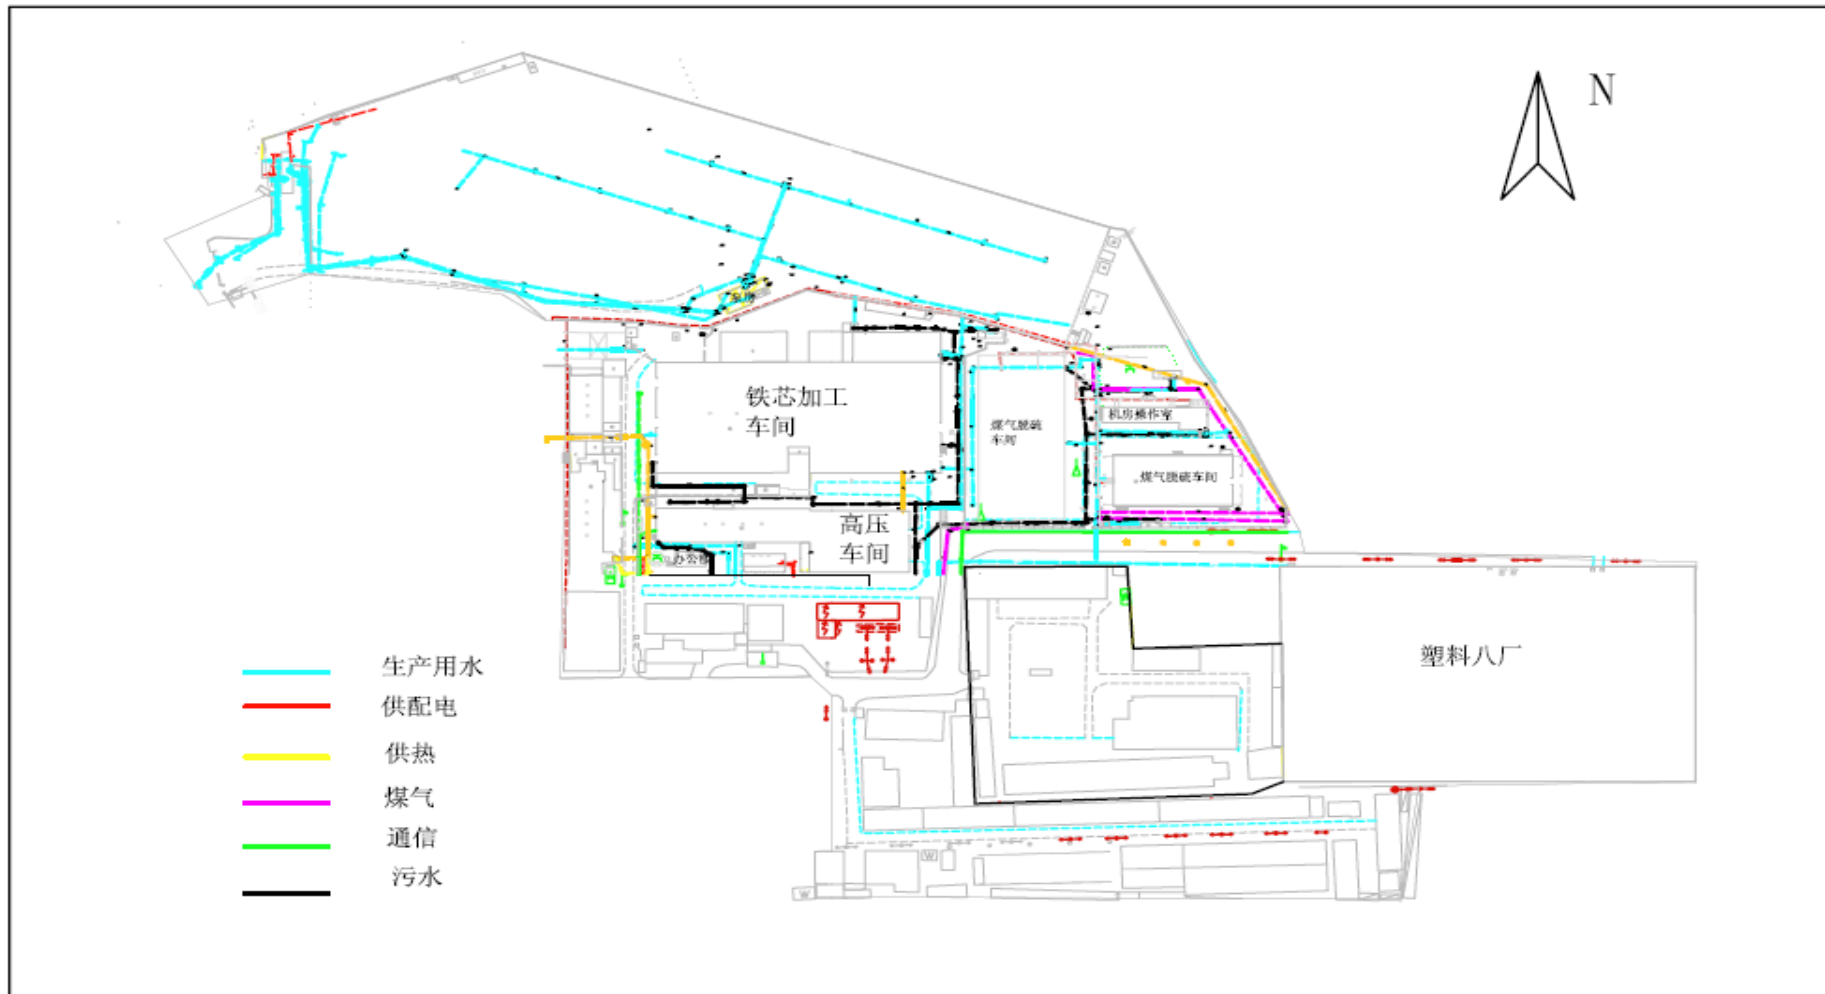 N
泵房
铁芯加工
车间
煤气脱硫
车间
机房操作室
煤气脱硫车间
高压
车间
办公楼
塑料八厂
生产用水
供配电
供热
煤气
通信
污水
W
W